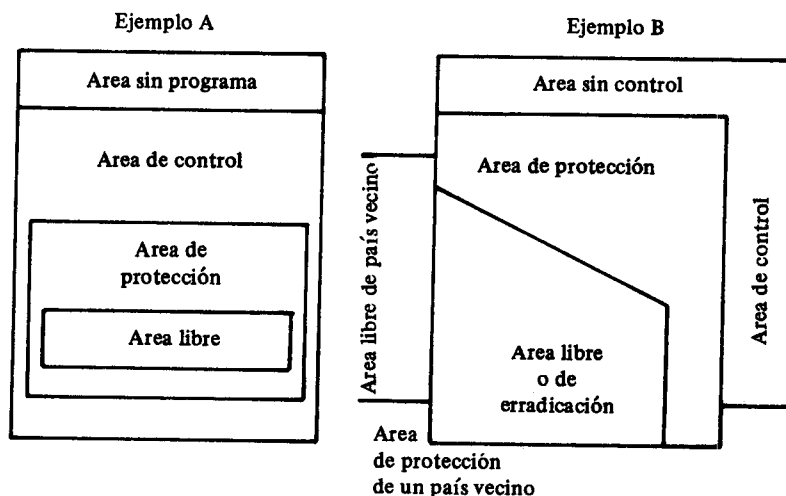 Ejemplo A
Area sin programa
Area de control
Area de
protección
Area libre
Ejemplo B
Area sin control
Area de protección
Area libre de país vecino
Area de control
Area libre
o de
erradicación
Area
de protección
de un país vecino